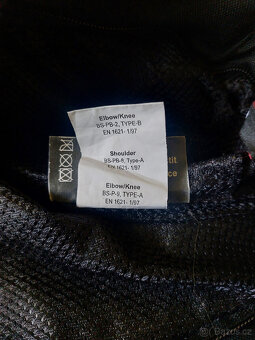 Elbow/Knee
BS-PB-2, TYPE-B
EN 1621- 1/97
Shoulder
BS-PB-8, Type-A
EN 1621- 1/97
Elbow/Knee
BS-P-9, TYPE-A
EN 1621- 1/97